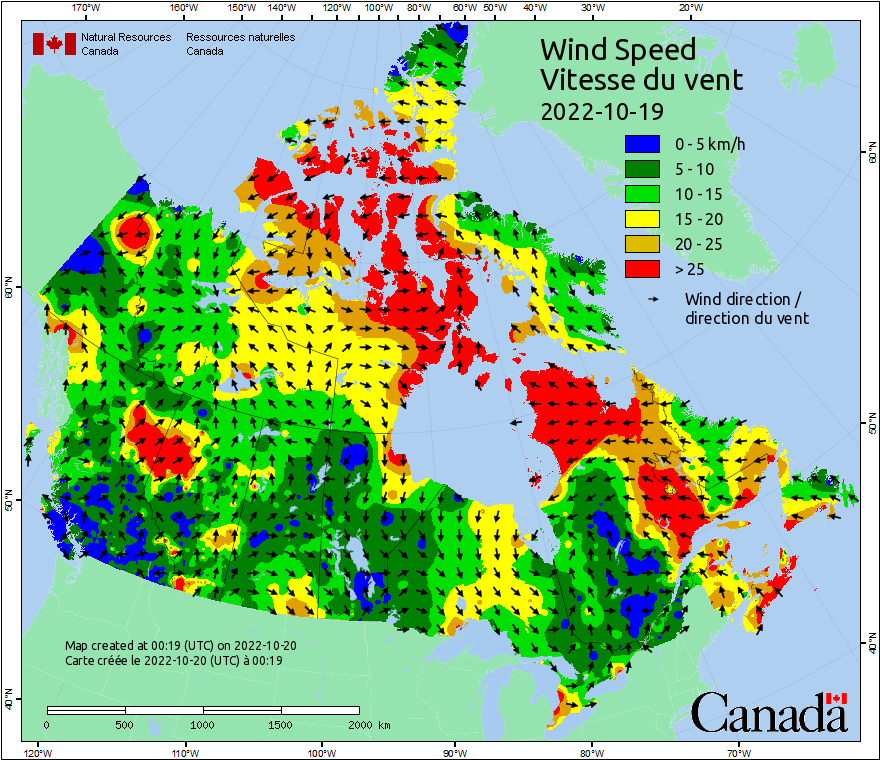 170°W 160°W 150°W 140°W 120°W 100°W 80°W 60°W 50°W 40°W 30°W 20°W
Natural Resources Canada
Ressources naturelles Canada
Wind Speed
Vitesse du vent
2022-10-19
0 - 5 km/h
5 - 10
10 - 15
15 - 20
20 - 25
> 25
Wind direction /
direction du vent
60°N
60°N
50°N
50°N
40°N
40°N
Map created at 00:19 (UTC) on 2022-10-20
Carte créée le 2022-10-20 (UTC) à 00:19
0 500 1000 1500 2000 km
Canada
120°W 110°W 100°W 90°W 80°W 70°W